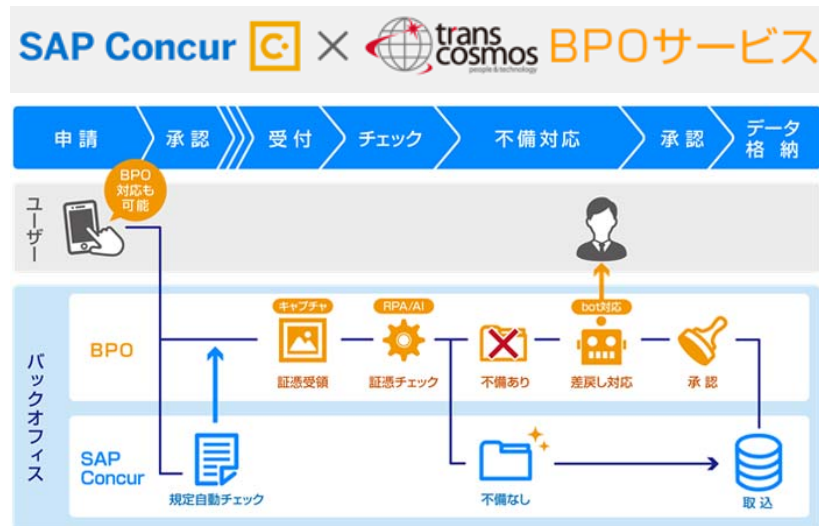 SAP Concur C. × trans cosmos BPOサービス
people & technology
申請 承認 受付 チェック 不備対応 承認 データ格納
BPO
対応も
可能
ユーザー
キャプチャ RPA/AI bot対応
BPO
証憑受領 証憑チェック 不備あり 差戻し対応 承認
バックオフィス
SAP
Concur
規定自動チェック 不備なし 取込